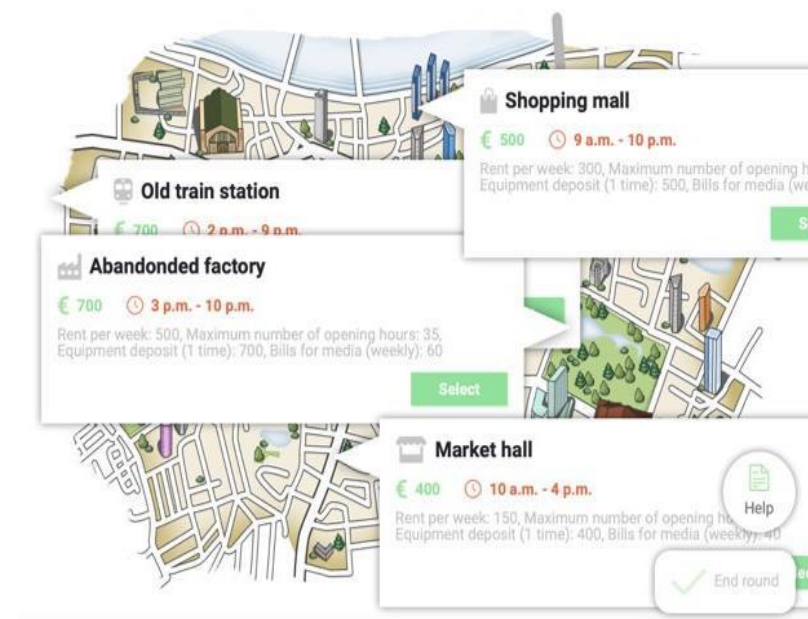 Shopping mall
€ 500 9 a.m. - 10 p.m.
Rent per week: 300, Maximum number of opening
Equipment deposit (1 time): 500, Bills for media
Old train station
€ 700 2 p.m. - 9 p.m.
Abandonded factory
€ 700 3 p.m. - 10 p.m.
Rent per week: 500, Maximum number of opening hours: 35,
Equipment deposit (1 time): 700, Bills for media (weekly): 60
Select
Market hall
€ 400 10 a.m. - 4 p.m.
Rent per week: 150, Maximum number of opening
Equipment deposit (1 time): 400, Bills for media (weekly): 40
Help
End round